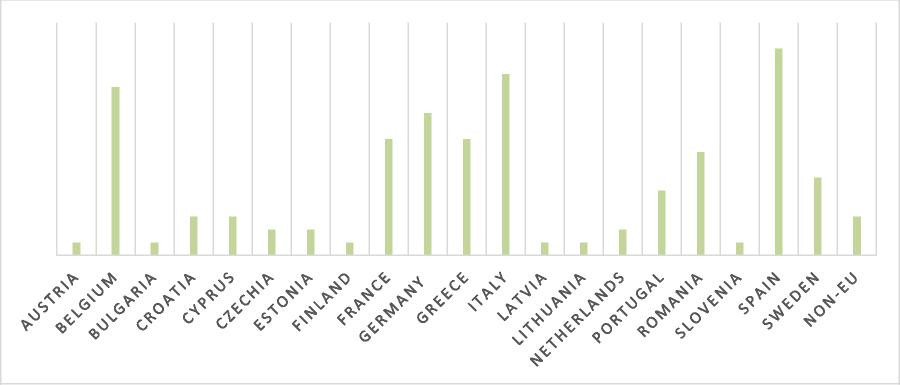 AUSTRIA
BELGIUM
BULGARIA
CROATIA
CYPRUS
CZECHIA
ESTONIA
FINLAND
FRANCE
GERMANY
GREECE
ITALY
LATVIA
LITHUANIA
NETHERLANDS
PORTUGAL
ROMANIA
SLOVENIA
SPAIN
SWEDEN
NON-EU